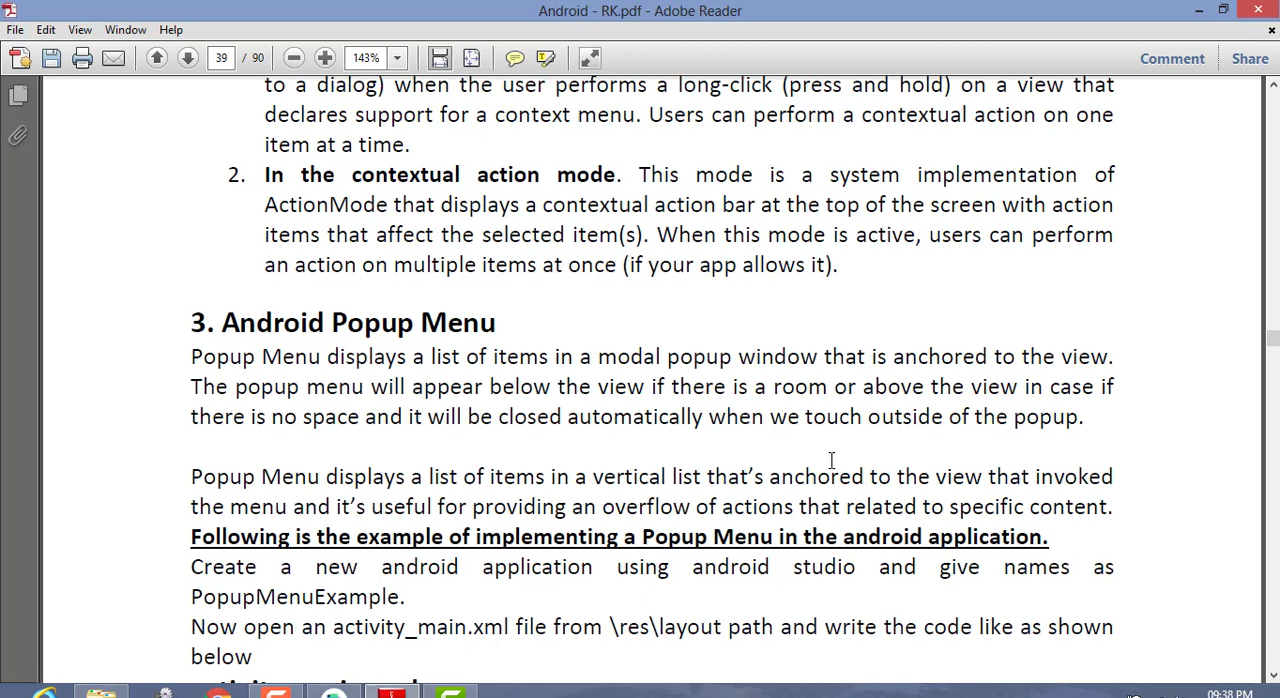 Android - RK.pdf - Adobe Reader
File Edit View Window Help
39 / 90 143% Comment Share
to a dialog) when the user performs a long-click (press and hold) on a view that
declares support for a context menu. Users can perform a contextual action on one
item at a time.
2. In the contextual action mode. This mode is a system implementation of
ActionMode that displays a contextual action bar at the top of the screen with action
items that affect the selected item(s). When this mode is active, users can perform
an action on multiple items at once (if your app allows it).
3. Android Popup Menu
Popup Menu displays a list of items in a modal popup window that is anchored to the view.
The popup menu will appear below the view if there is a room or above the view in case if
there is no space and it will be closed automatically when we touch outside of the popup.
Popup Menu displays a list of items in a vertical list that’s anchored to the view that invoked
the menu and it’s useful for providing an overflow of actions that related to specific content.
Following is the example of implementing a Popup Menu in the android application.
Create a new android application using android studio and give names as
PopupMenuExample.
Now open an activity_main.xml file from \res\layout path and write the code like as shown
below
09:38 PM